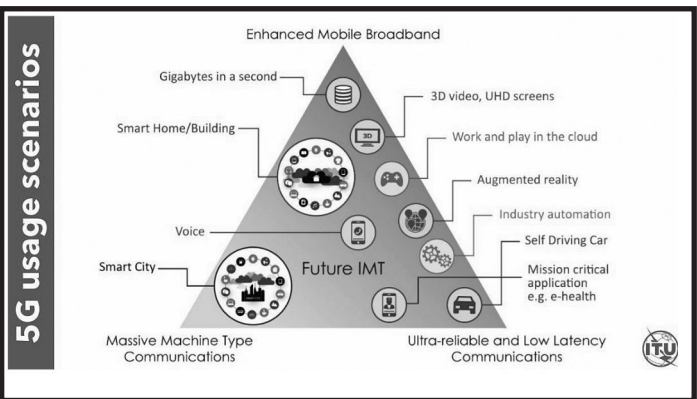 5G usage scenarios
Enhanced Mobile Broadband
Gigabytes in a second
3D video, UHD screens
3D
Smart Home/Building
Work and play in the cloud
Augmented reality
Industry automation
Voice
Self Driving Car
Smart City
Future IMT
Mission critical
application
e.g. e-health
Massive Machine Type
Communications
Ultra-reliable and Low Latency
Communications
ITU